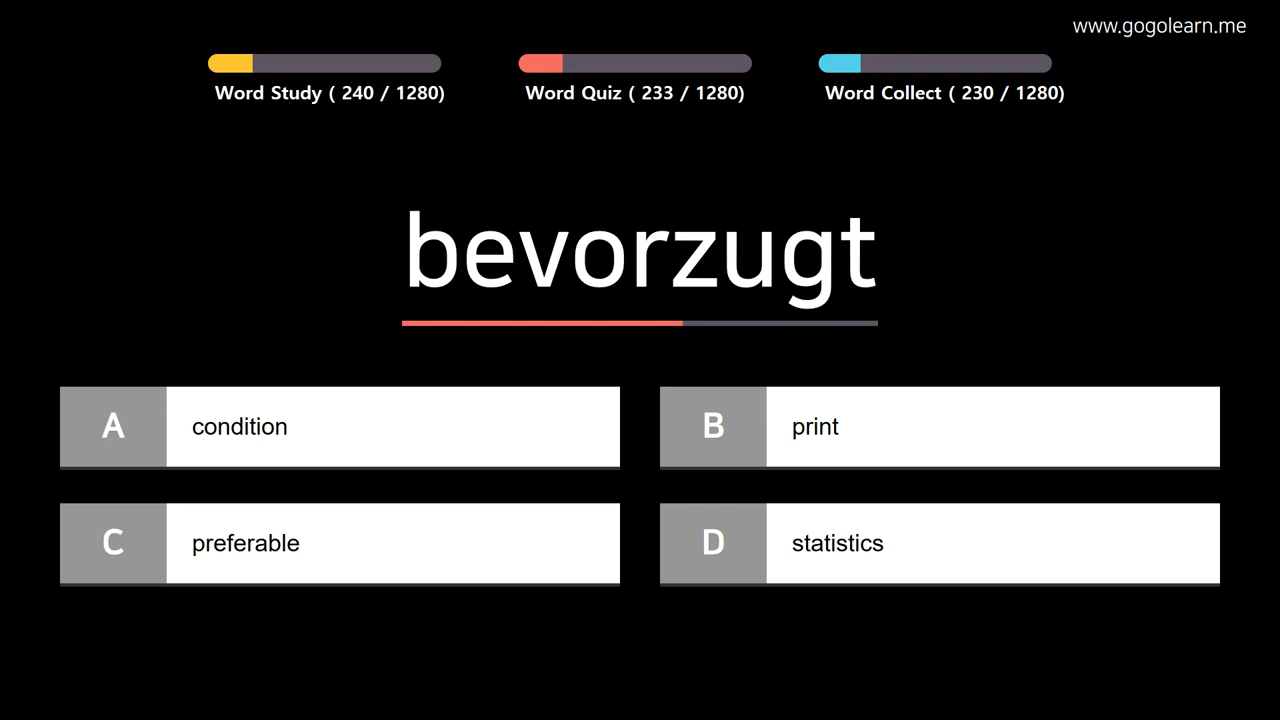 www.gogolearn.me
Word Study ( 240 / 1280)
Word Quiz ( 233 / 1280)
Word Collect ( 230 / 1280)
bevorzugt
A condition
B print
C preferable
D statistics